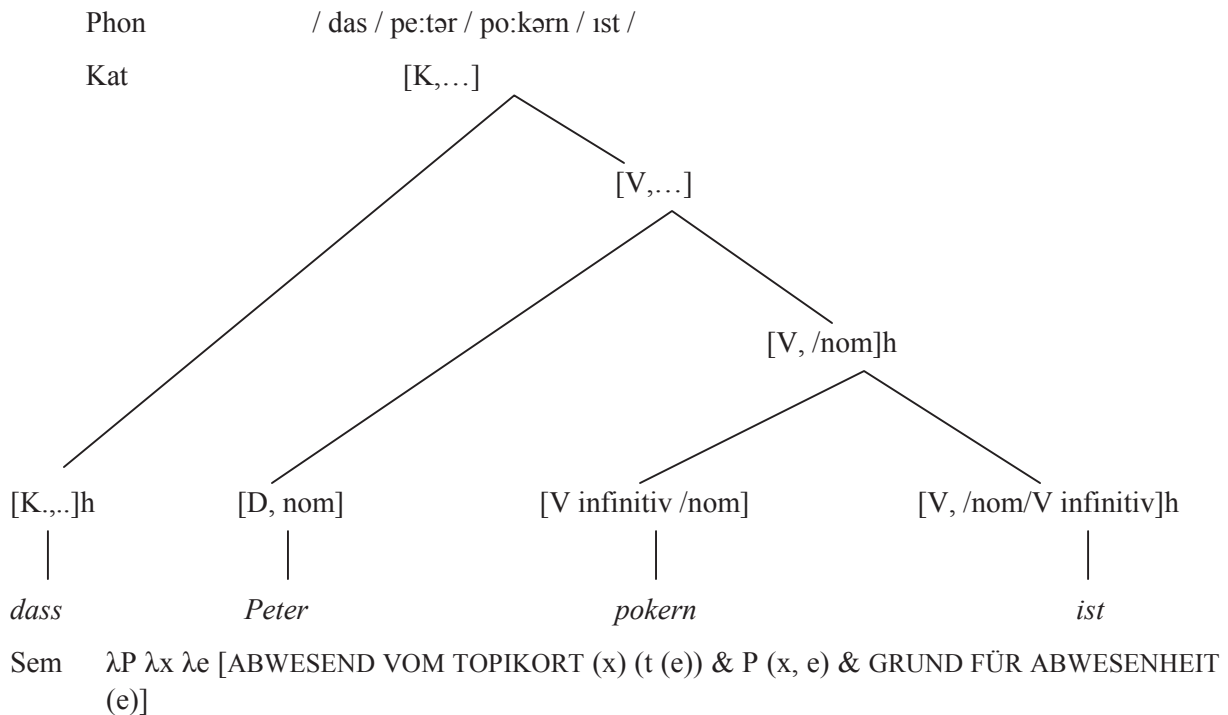 Phon / das / pe:tər / po:kərn / ɪst /
Kat [K,…]
[V,…]
[V, /nom]h
[K.,..]h [D, nom] [V infinitiv /nom] [V, /nom/V infinitiv]h
dass Peter pokern ist
Sem λP λx λe [ABWESEND VOM TOPIKORT (x) (t (e)) & P (x, e) & GRUND FÜR ABWESENHEIT
(e)]